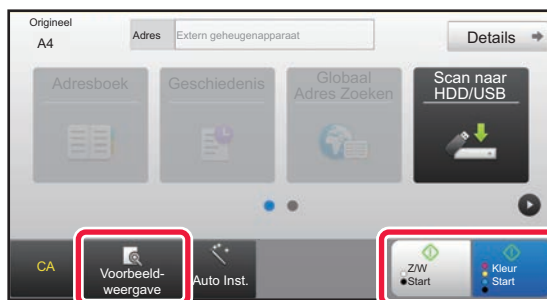 Origineel
A4
Adres
Extern geheugenapparaat
Details
Adresboek
Geschiedenis
Globaal
Adres Zoeken
Scan naar
HDD/USB
CA
Voorbeeld-
weergave
Auto Inst.
Z/W
Start
Kleur
Start